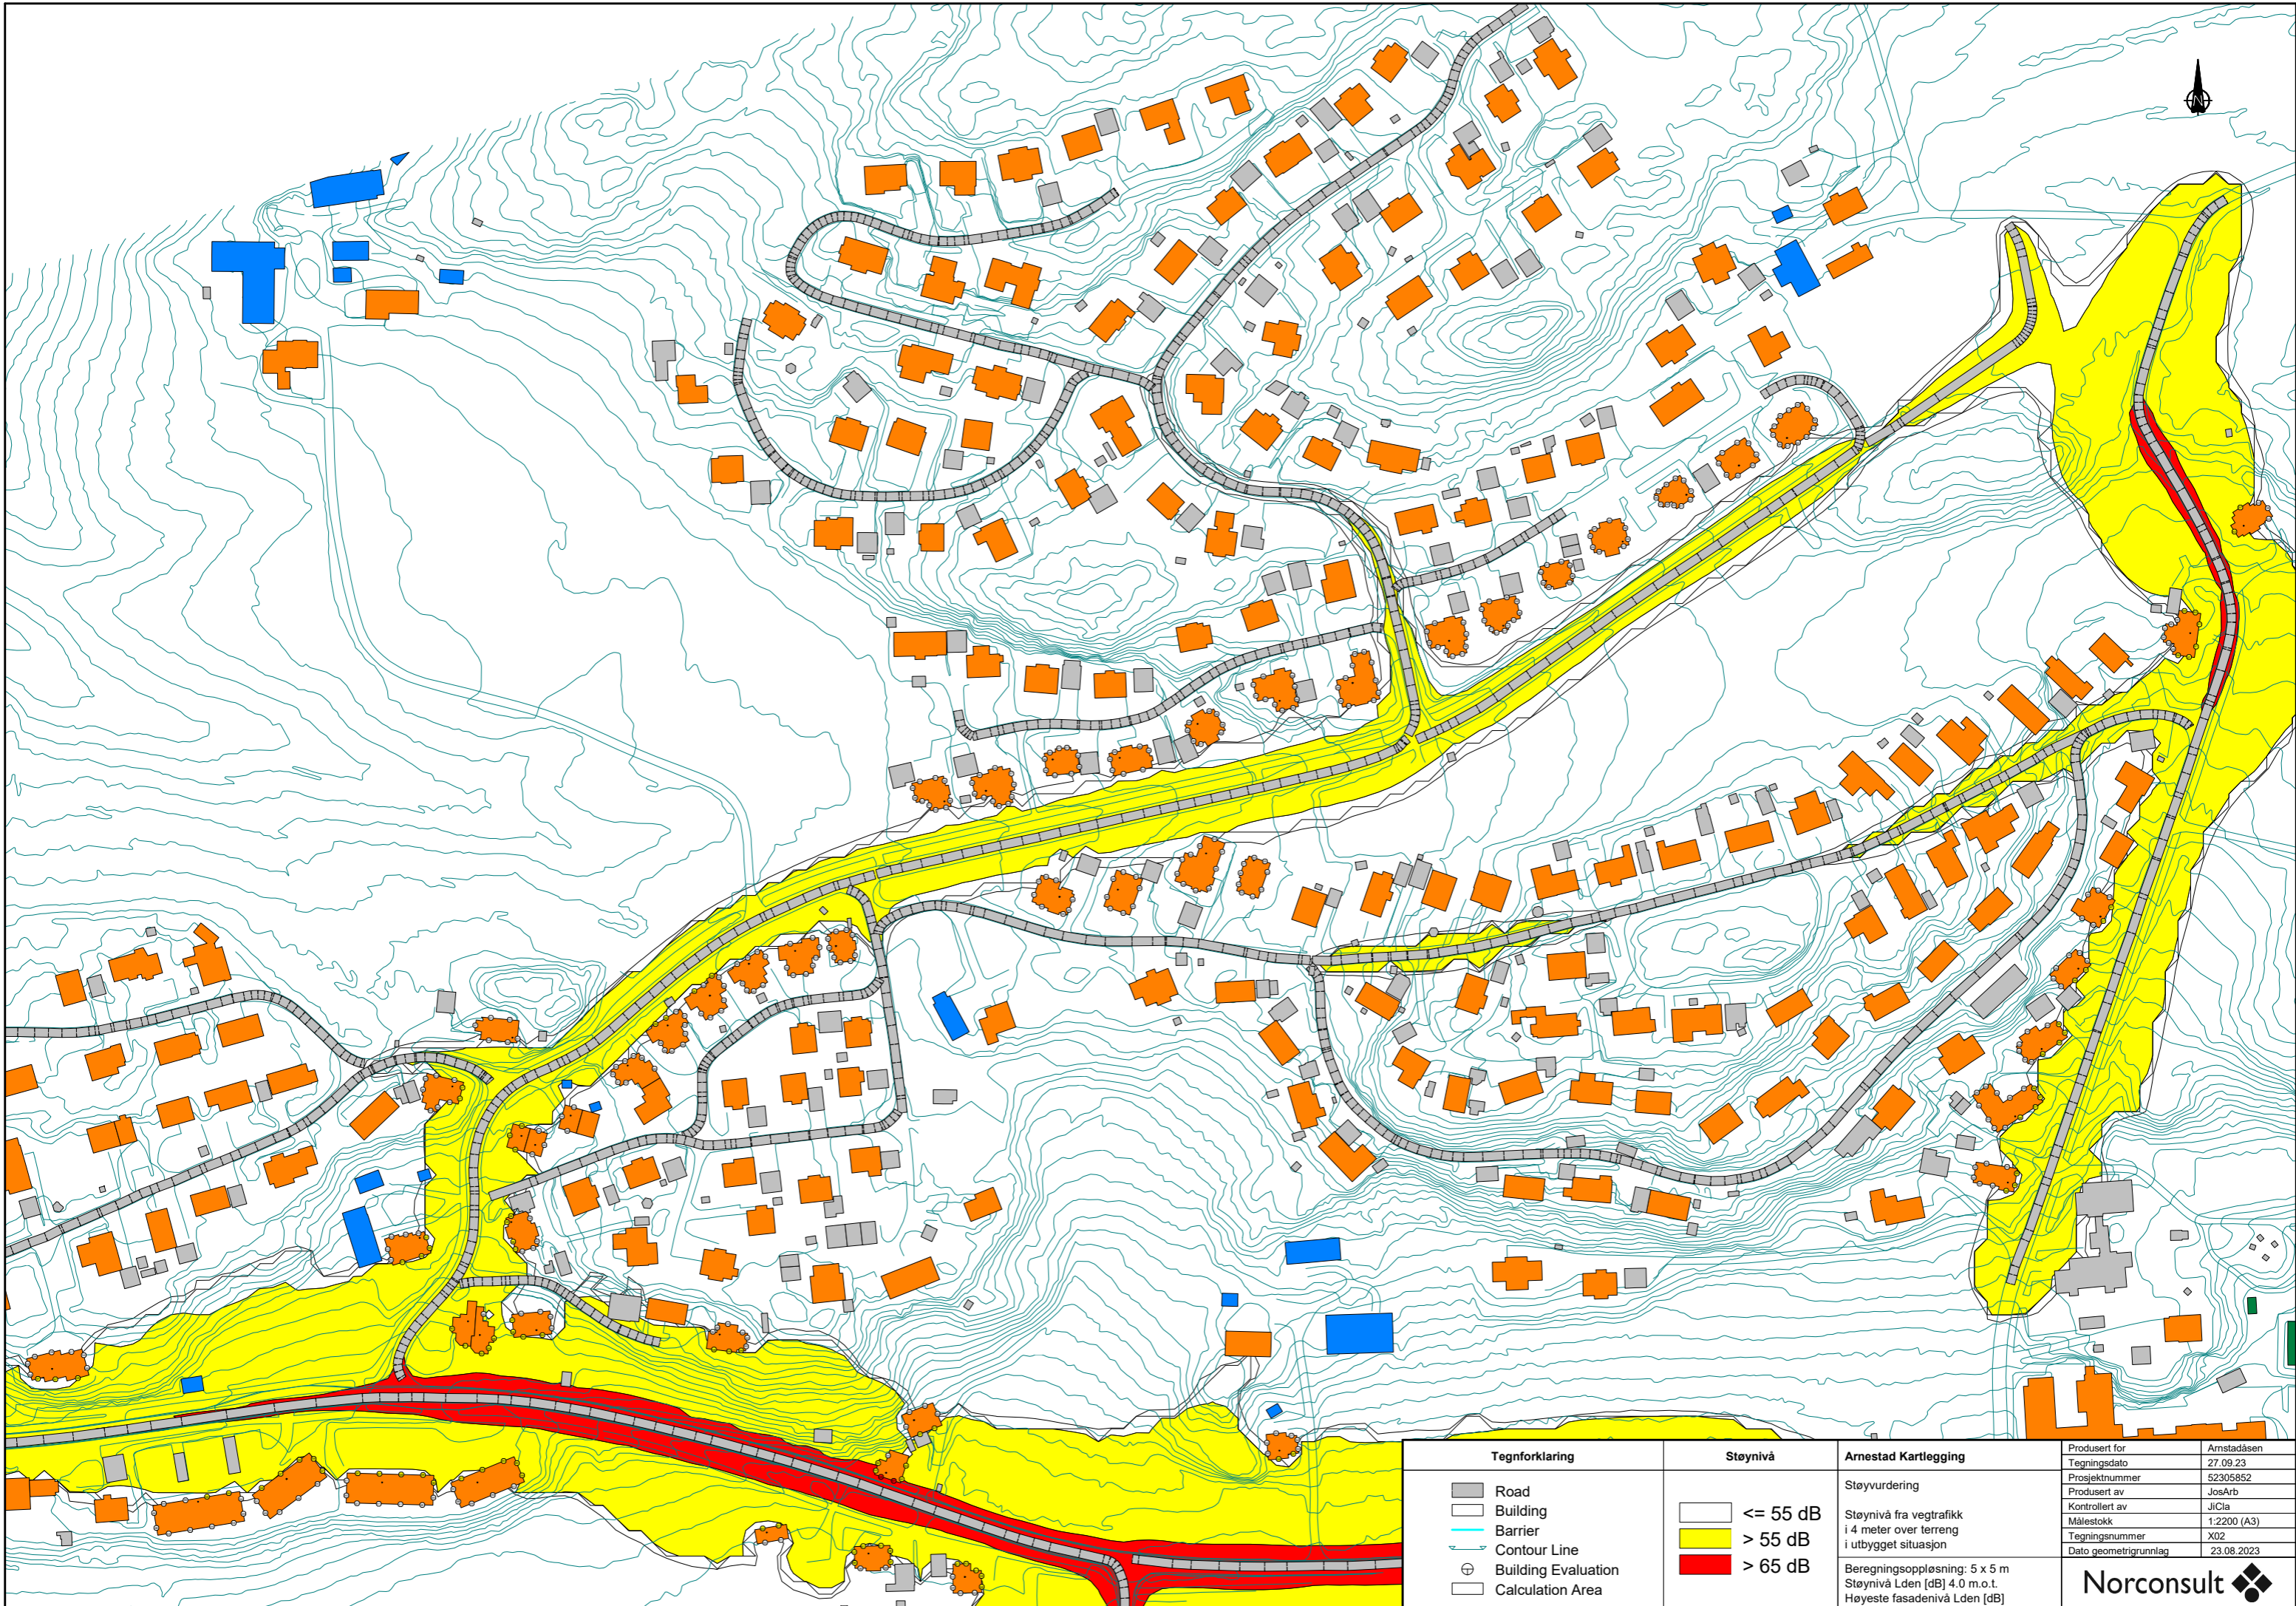 N
Tegnforklaring
Road
Building
Barrier
Contour Line
Building Evaluation
Calculation Area
Støynivå
<= 55 dB
> 55 dB
> 65 dB
Arnestad Kartlegging
Støyvurdering
Støynivå fra vegtrafikk
i 4 meter over terreng
i utbygget situasjon
Beregningsoppløsning: 5 x 5 m
Støynivå Lden [dB] 4.0 m.o.t.
Høyeste fasadenivå Lden [dB]
Produsert for Arnstadåsen
Tegningsdato 27.09.23
Prosjektnummer 52305852
Produsert av JosArb
Kontrollert av JiCla
Målestokk 1:2200 (A3)
Tegningsnummer X02
Dato geometrigrunnlag 23.08.2023
Norconsult